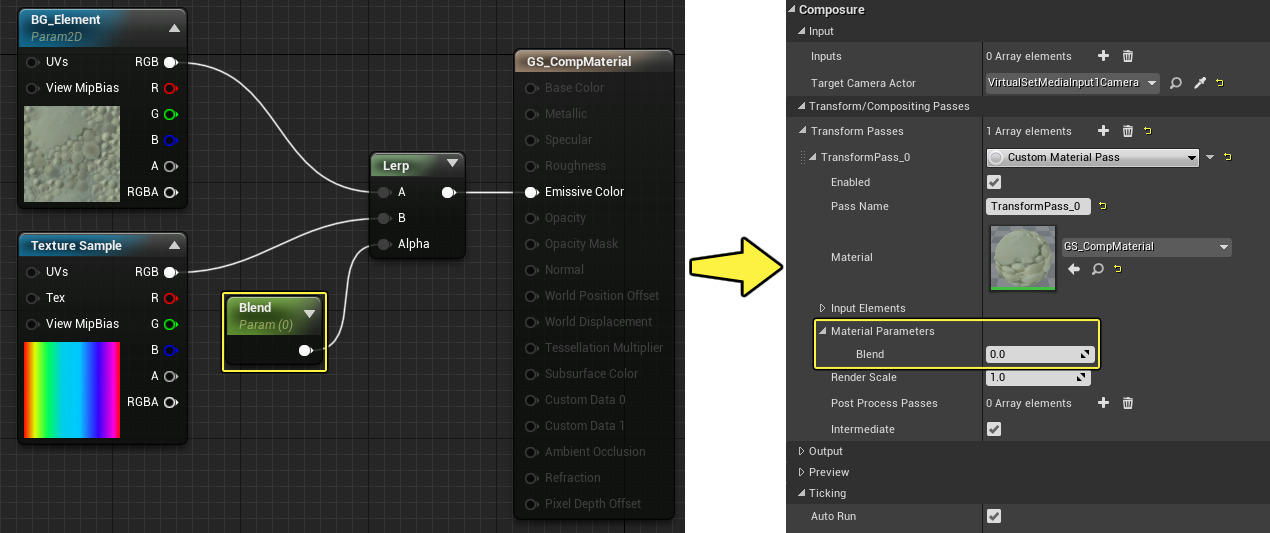 BG_Element
Param2D
UVs RGB
View MipBias R
G
B
A
RGBA
Texture Sample
UVs RGB
Tex R
View MipBias G
B
A
RGBA
Blend
Param (0)
Lerp
A
B
Alpha
GS_CompMaterial
Base Color
Metallic
Specular
Roughness
Emissive Color
Opacity
Opacity Mask
Normal
World Position Offset
World Displacement
Tessellation Multiplier
Subsurface Color
Custom Data 0
Custom Data 1
Ambient Occlusion
Refraction
Pixel Depth Offset
Composure
Input
Inputs 0 Array elements
Target Camera Actor VirtualSetMediaInput1Camera
Transform/Compositing Passes
Transform Passes 1 Array elements
TransformPass_0 Custom Material Pass
Enabled
Pass Name TransformPass_0
Material GS_CompMaterial
Input Elements
Material Parameters
Blend 0.0
Render Scale 1.0
Post Process Passes 0 Array elements
Intermediate
Output
Preview
Ticking
Auto Run